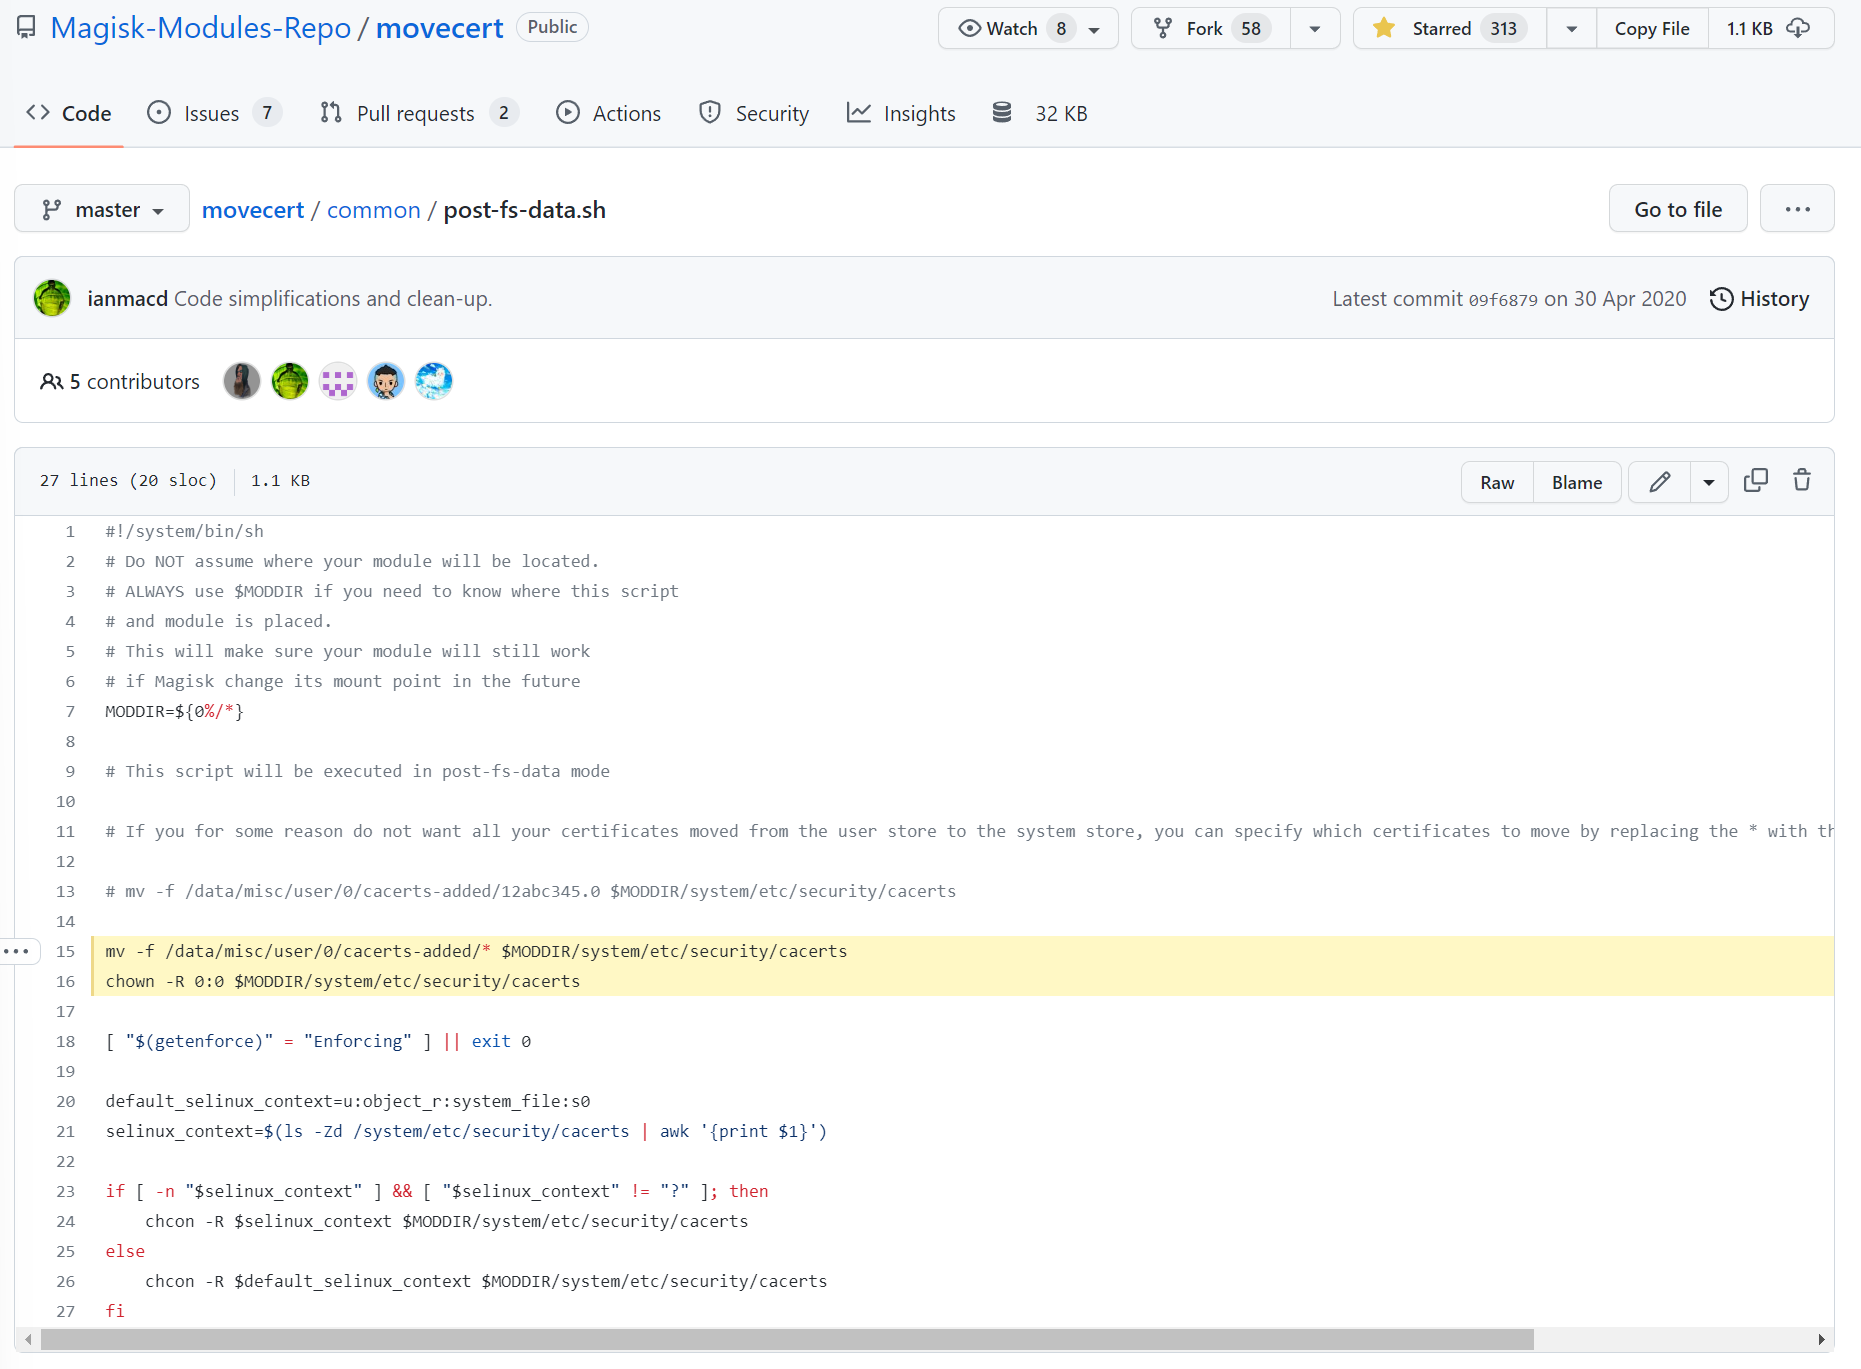 Magisk-Modules-Repo / movecert Public
Watch 8 Fork 58 Starred 313 Copy File 1.1 KB
Code Issues 7 Pull requests 2 Actions Security Insights 32 KB
master movecert / common / post-fs-data.sh Go to file ...
ianmacd Code simplifications and clean-up. Latest commit 09f6879 on 30 Apr 2020 History
5 contributors
27 lines (20 sloc) 1.1 KB Raw Blame
1 #!/system/bin/sh
2 # Do NOT assume where your module will be located.
3 # ALWAYS use $MODDIR if you need to know where this script
4 # and module is placed.
5 # This will make sure your module will still work
6 # if Magisk change its mount point in the future
7 MODDIR=${0%/*}
8
9 # This script will be executed in post-fs-data mode
10
11 # If you for some reason do not want all your certificates moved from the user store to the system store, you can specify which certificates to move by replacing the * with
12
13 # mv -f /data/misc/user/0/cacerts-added/12abc345.0 $MODDIR/system/etc/security/cacerts
14
... 15 mv -f /data/misc/user/0/cacerts-added/* $MODDIR/system/etc/security/cacerts
16 chown -R 0:0 $MODDIR/system/etc/security/cacerts
17
18 [ "$(getenforce)" = "Enforcing" ] || exit 0
19
20 default_selinux_context=u:object_r:system_file:s0
21 selinux_context=$(ls -Zd /system/etc/security/cacerts | awk '{print $1}')
22
23 if [ -n "$selinux_context" ] && [ "$selinux_context" != "?" ]; then
24     chcon -R $selinux_context $MODDIR/system/etc/security/cacerts
25 else
26     chcon -R $default_selinux_context $MODDIR/system/etc/security/cacerts
27 fi